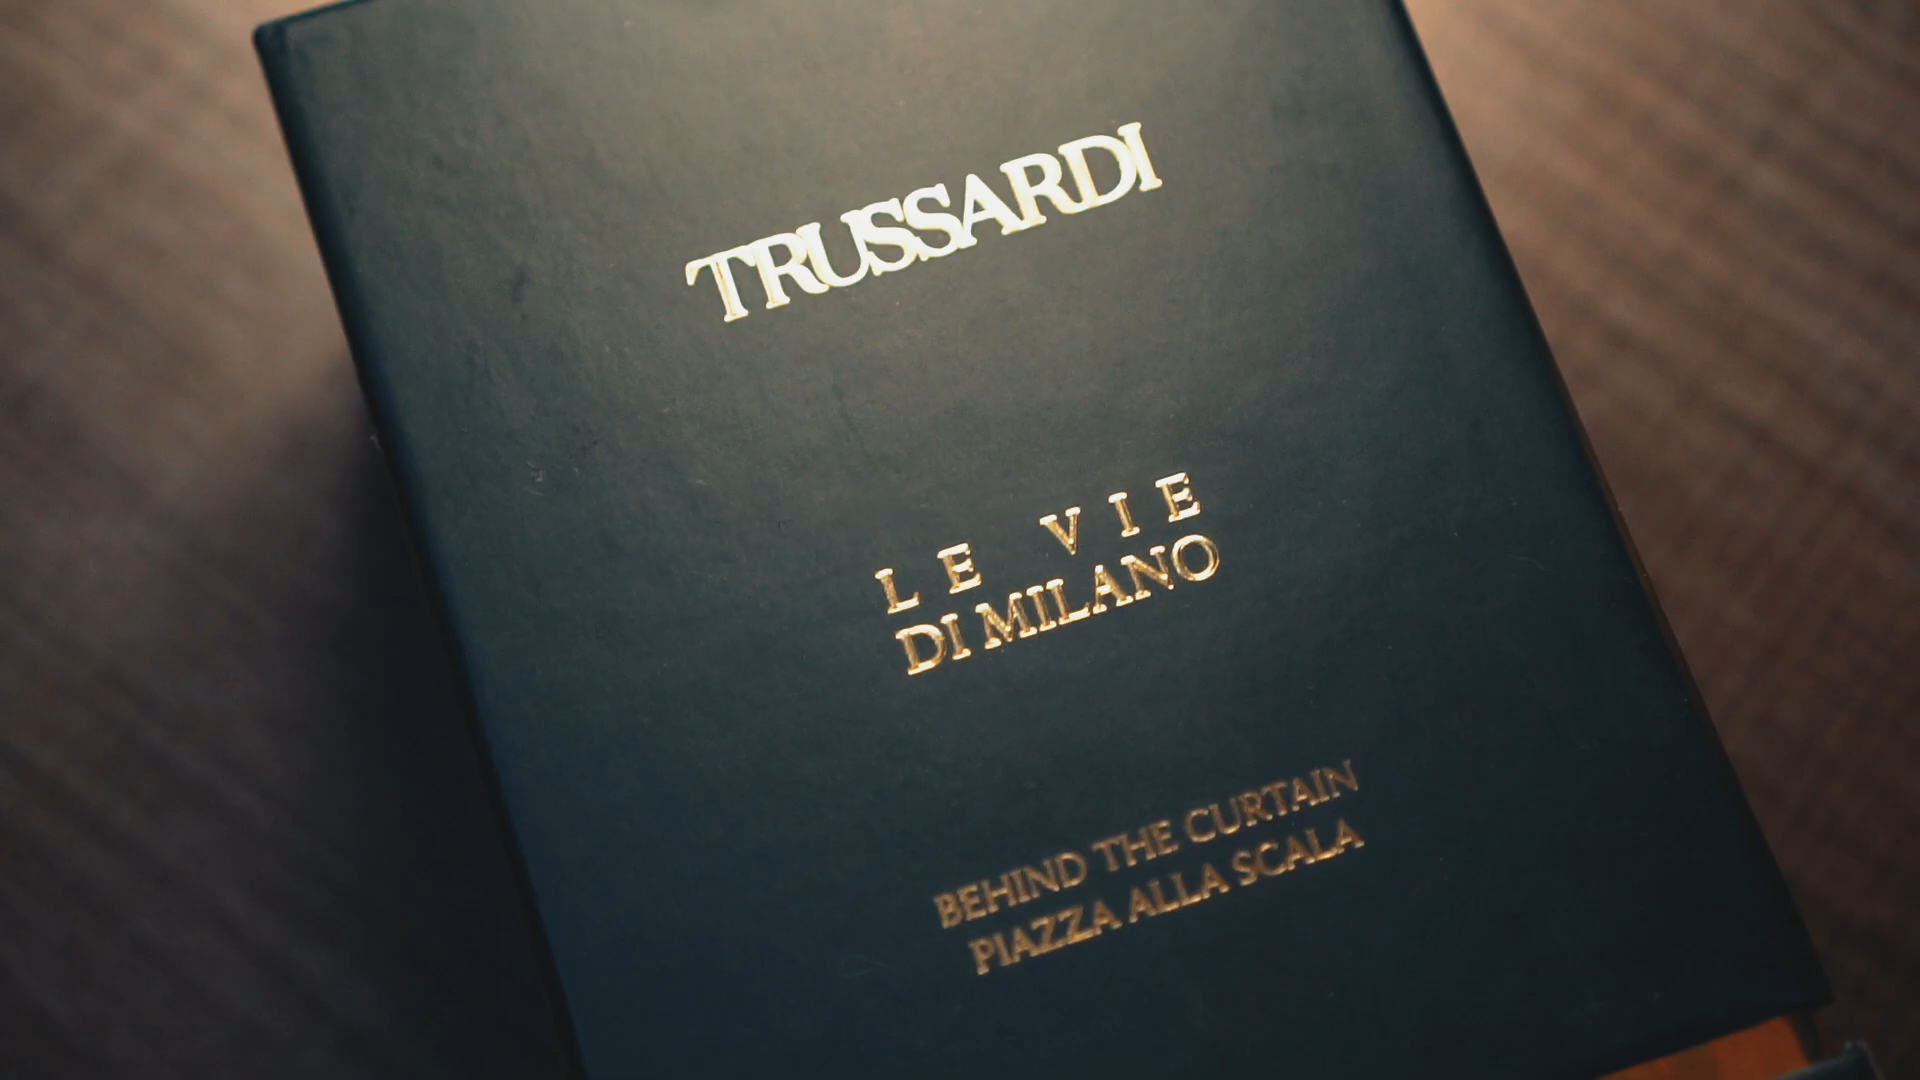 TRUSSARDI
LE VIE
DI MILANO
BEHIND THE CURTAIN
PIAZZA ALLA SCALA